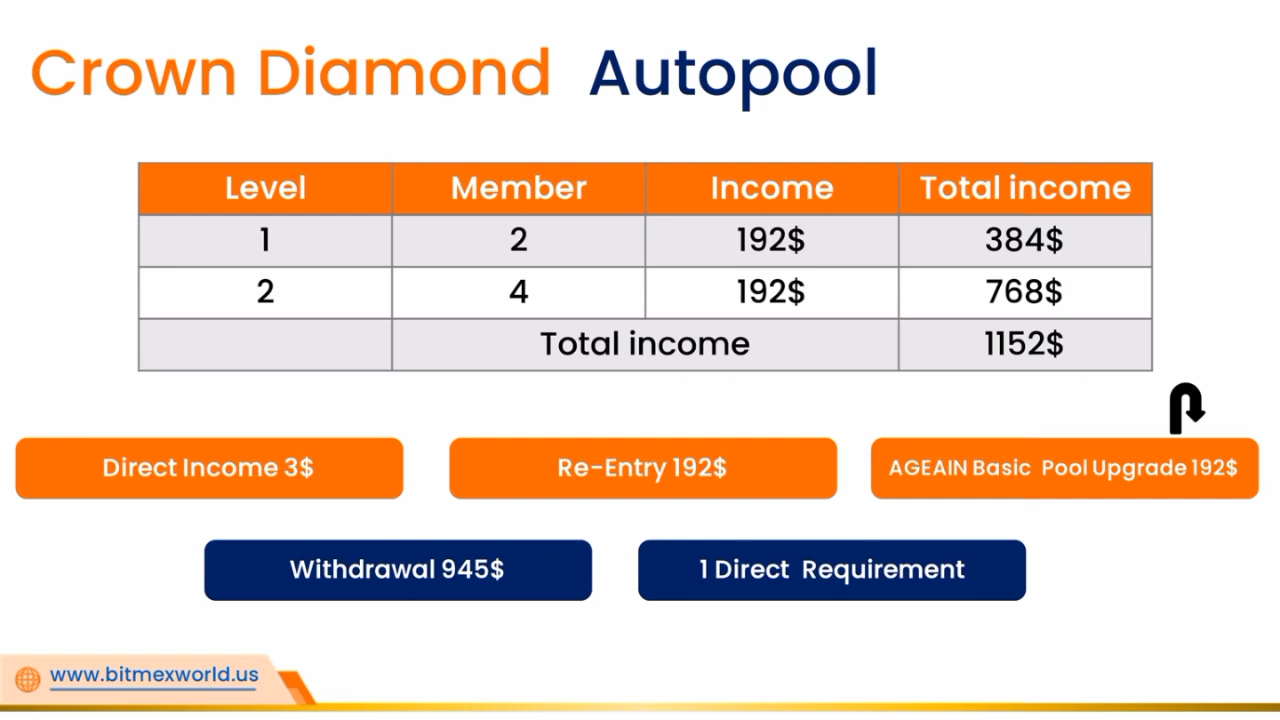 Crown Diamond Autopool
Level Member Income Total income
1 2 192$ 384$
2 4 192$ 768$
Total income 1152$
Direct Income 3$ Re-Entry 192$ AGEAIN Basic Pool Upgrade 192$
Withdrawal 945$ 1 Direct Requirement
www.bitmexworld.us